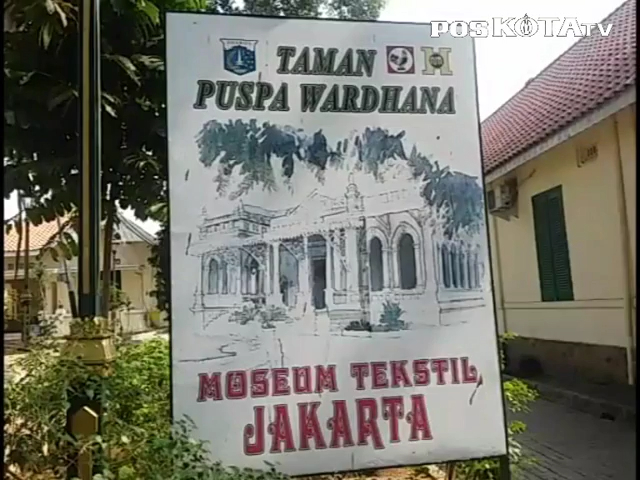 POSKOTATV
TAMAN
PUSPA WARDHANA
MOSEUM TEKSTIL
JAKARTA